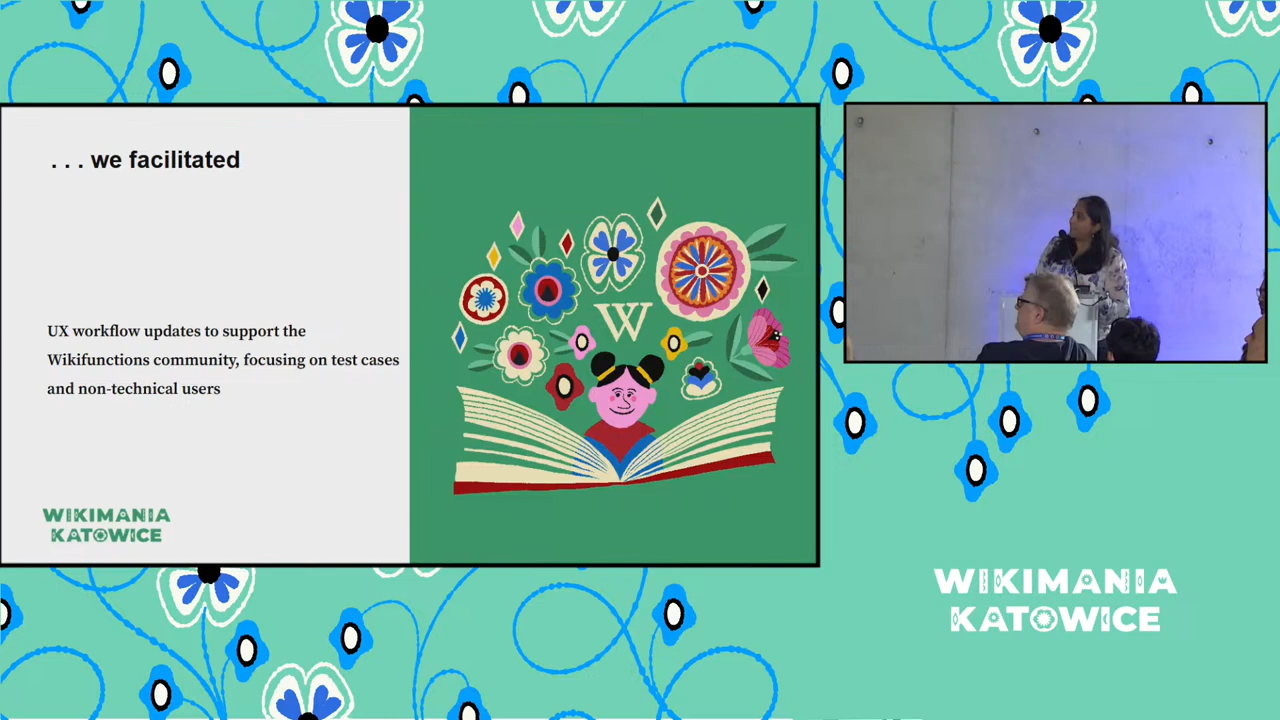 . . . we facilitated
UX workflow updates to support the
Wikifunctions community, focusing on test cases
and non-technical users
WIKIMANIA
KATOWICE
W
WIKIMANIA
KATOWICE